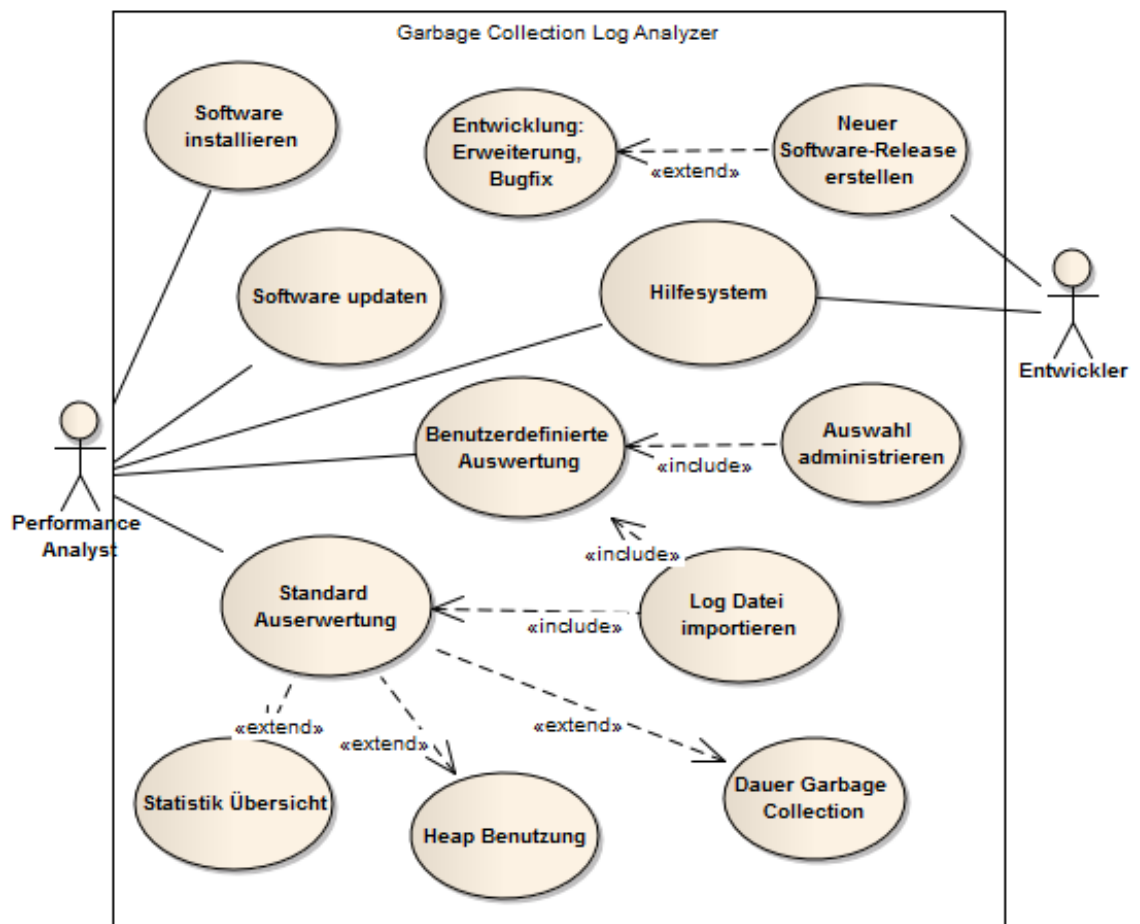 Garbage Collection Log Analyzer
Software
installieren
Entwicklung:
Erweiterung,
Bugfix
«extend»
Neuer
Software-Release
erstellen
Software updaten
Hilfesystem
Entwickler
Benutzerdefinierte
Auswertung
«include»
Auswahl
administrieren
Performance
Analyst
«include»
Standard
Auserwertung
«include»
Log Datei
importieren
«extend»
«extend»
«extend»
Statistik Übersicht
Heap Benutzung
Dauer Garbage
Collection